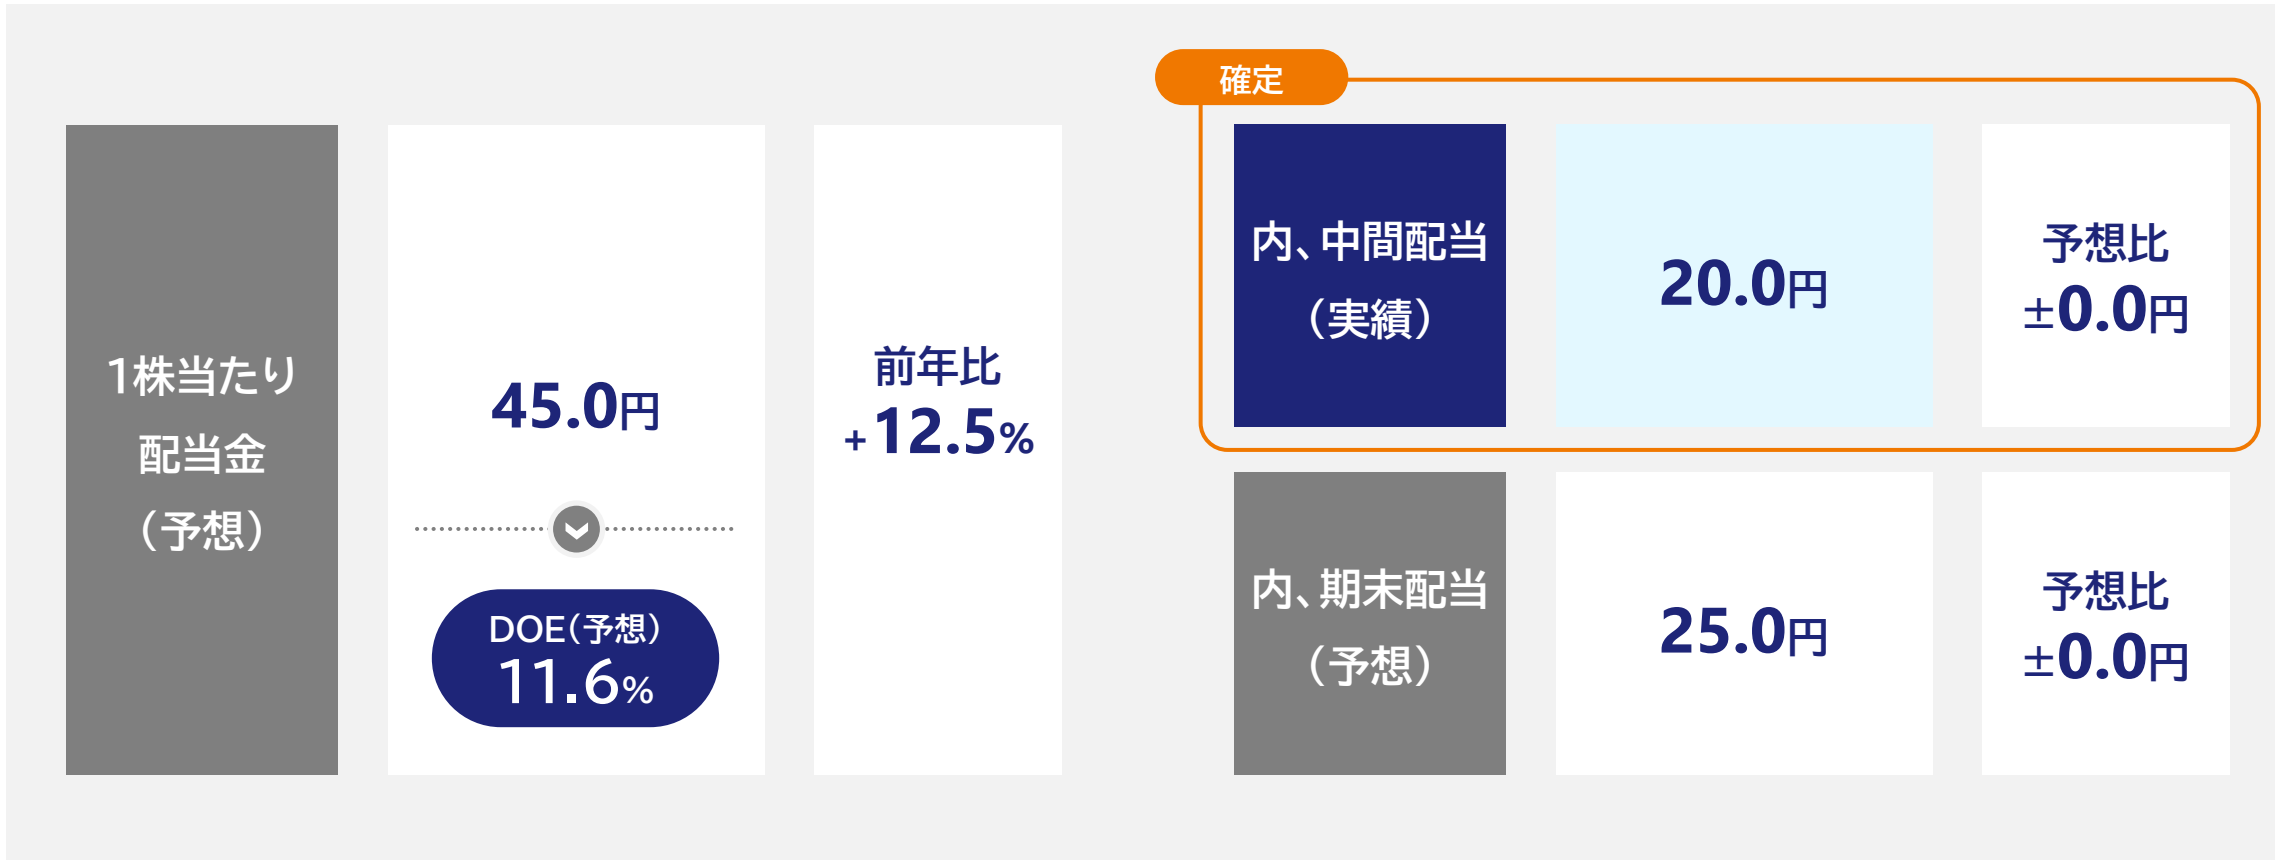 1株当たり
配当金
（予想）
45.0円
DOE（予想）
11.6%
前年比
+12.5%
確定
内、中間配当
（実績）
20.0円
予想比
±0.0円
内、期末配当
（予想）
25.0円
予想比
±0.0円